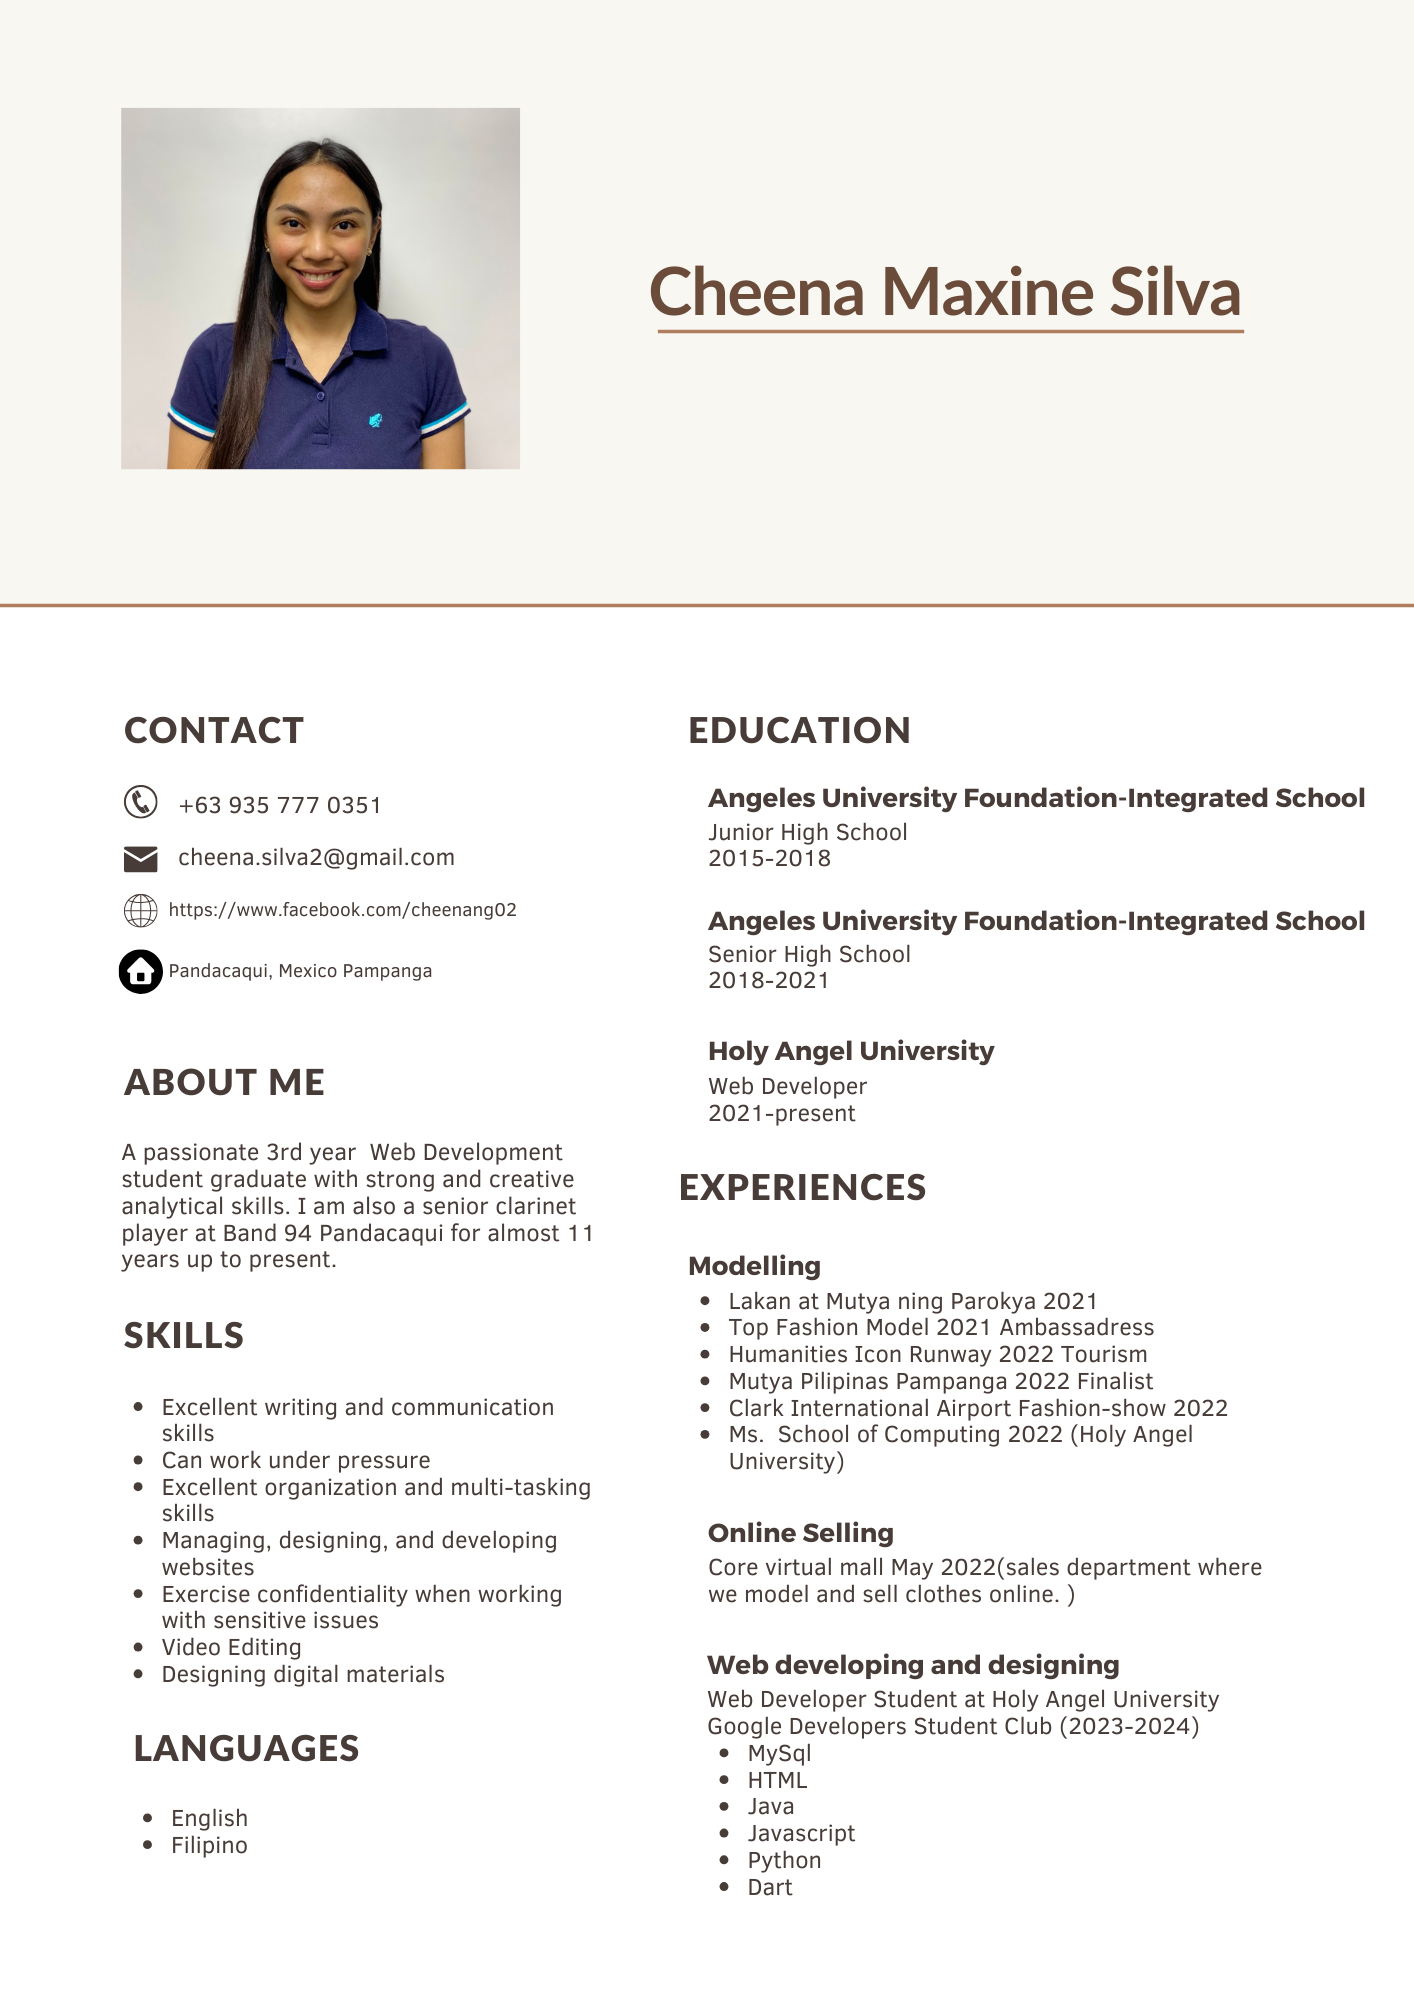 Cheena Maxine Silva
CONTACT
+63 935 777 0351
cheena.silva2@gmail.com
https://www.facebook.com/cheenang02
Pandacaqui, Mexico Pampanga
ABOUT ME
A passionate 3rd year  Web Development
student graduate with strong and creative
analytical skills. I am also a senior clarinet
player at Band 94 Pandacaqui for almost 11
years up to present.
SKILLS
• Excellent writing and communication
skills
• Can work under pressure
• Excellent organization and multi-tasking
skills
• Managing, designing, and developing
websites
• Exercise confidentiality when working
with sensitive issues
• Video Editing
• Designing digital materials
LANGUAGES
• English
• Filipino
EDUCATION
Angeles University Foundation-Integrated School
Junior High School
2015-2018
Angeles University Foundation-Integrated School
Senior High School
2018-2021
Holy Angel University
Web Developer
2021-present
EXPERIENCES
Modelling
• Lakan at Mutya ning Parokya 2021
• Top Fashion Model 2021 Ambassadress
• Humanities Icon Runway 2022 Tourism
• Mutya Pilipinas Pampanga 2022 Finalist
• Clark International Airport Fashion-show 2022
• Ms.  School of Computing 2022 (Holy Angel
University)
Online Selling
Core virtual mall May 2022(sales department where
we model and sell clothes online. )
Web developing and designing
Web Developer Student at Holy Angel University
Google Developers Student Club (2023-2024)
• MySql
• HTML
• Java
• Javascript
• Python
• Dart